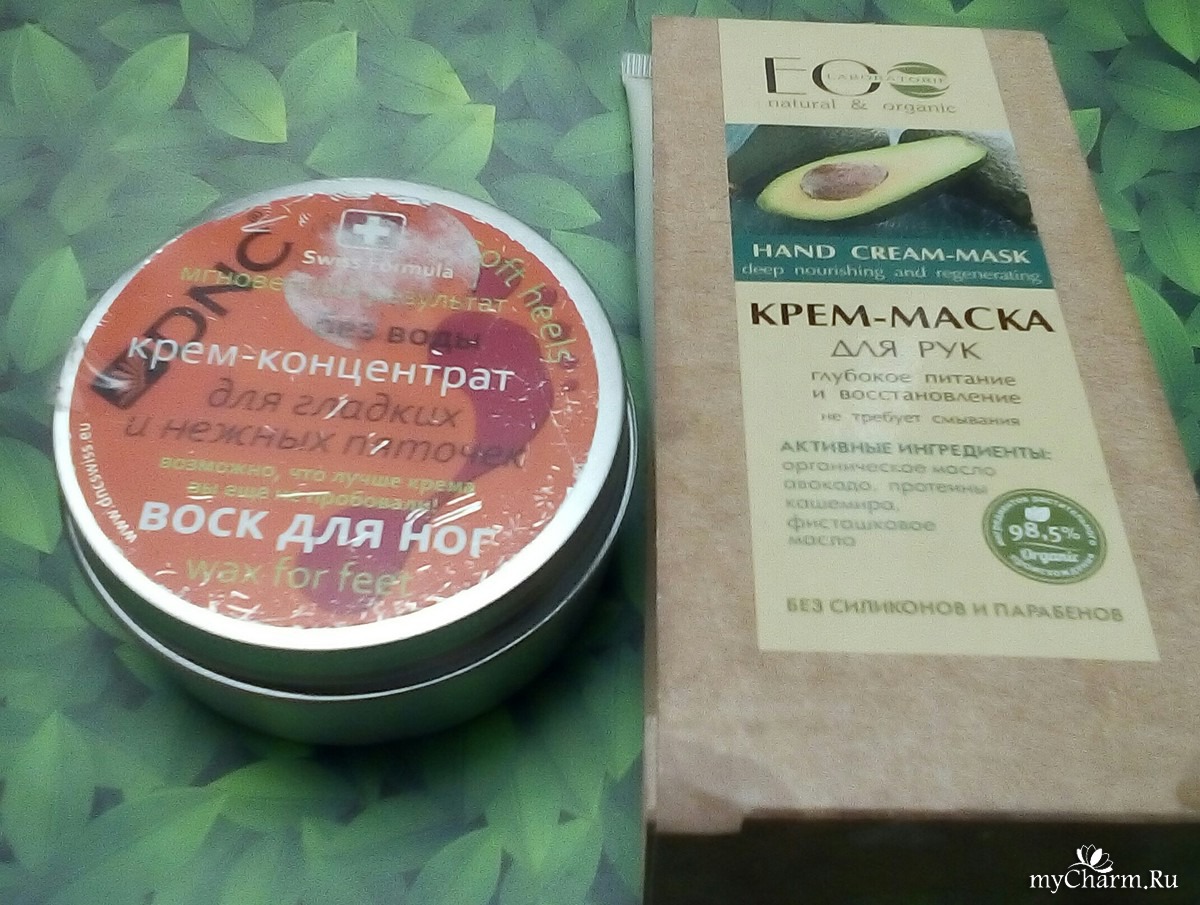 DNC
Swiss Formula
Soft heels
мгновенный результат
без воды
крем-концентрат
для гладких
и нежных пяточек
возможно, что лучше крема
вы еще не пробовали!
ВОСК ДЛЯ НОГ
wax for feet
www.dncswiss.eu
ECO
LABORATORIE
natural & organic
HAND CREAM-MASK
deep nourishing and regenerating
КРЕМ-МАСКА
ДЛЯ РУК
глубокое питание
и восстановление
не требует смывания
АКТИВНЫЕ ИНГРЕДИЕНТЫ:
органическое масло
авокадо, протеины
кашемира,
фисташковое
масло
98,5%
Organic
происхождения
БЕЗ СИЛИКОНОВ И ПАРАБЕНОВ
myCharm.Ru